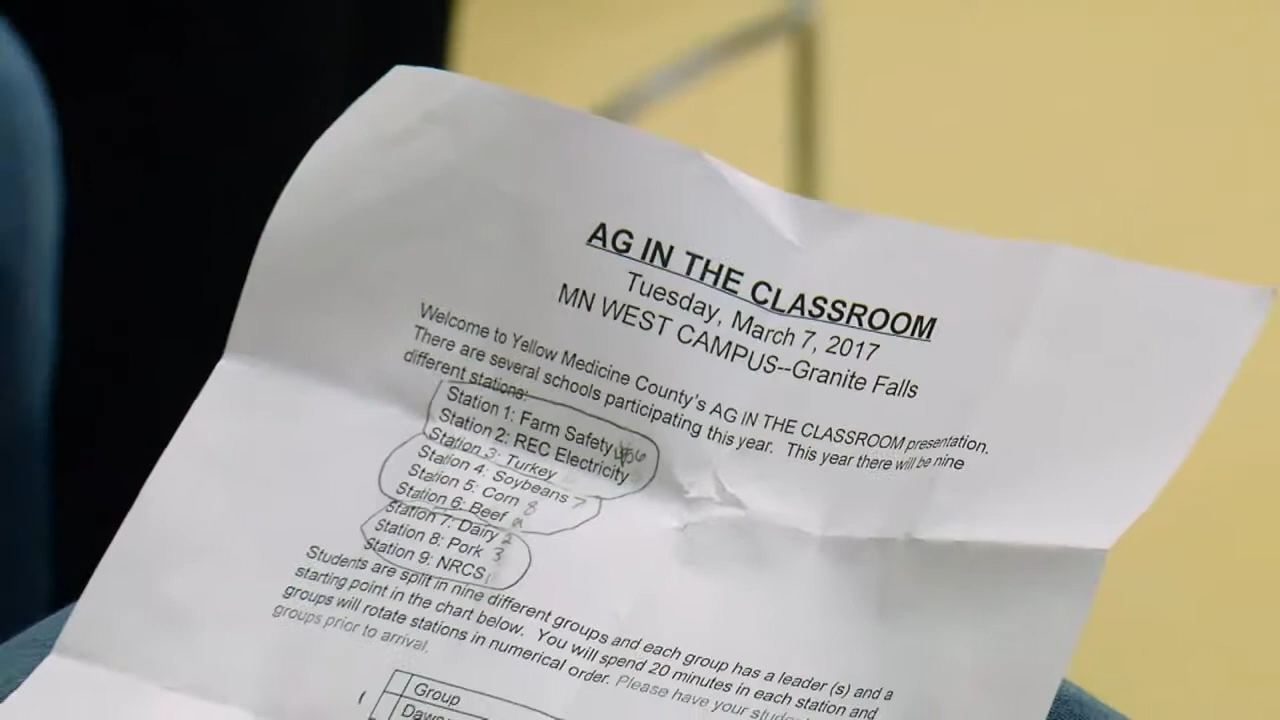 AG IN THE CLASSROOM
Tuesday, March 7, 2017
MN WEST CAMPUS--Granite Falls
Welcome to Yellow Medicine County's AG IN THE CLASSROOM presentation.
There are several schools participating this year. This year there will be nine
different stations:
Station 1: Farm Safety
Station 2: REC Electricity
Station 3: Turkey
Station 4: Soybeans 7
Station 5: Corn 8
Station 6: Beef
Station 7: Dairy 2
Station 8: Pork 3
Station 9: NRCS 1
Students are split in nine different groups and each group has a leader (s) and a
starting point in the chart below. You will spend 20 minutes in each station and
groups will rotate stations in numerical order. Please have your
groups prior to arrival.
Group